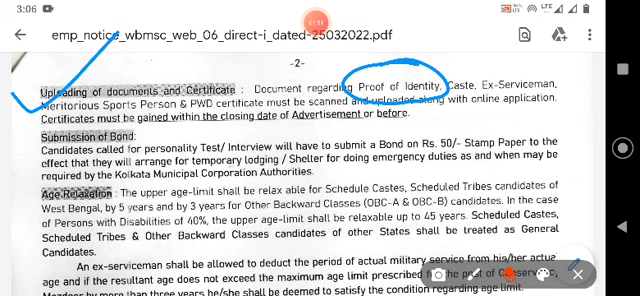 3:06
01:51
LTE
emp_notice_wbmsc_web_06_direct-i_dated-25032022.pdf
-2-
Uploading of documents and Certificate : Document regarding Proof of Identity, Caste, Ex-Serviceman,
Meritorious Sports Person & PWD certificate must be scanned and uploaded along with online application.
Certificates must be gained within the closing date of Advertisement or before.
Submission of Bond:
Candidates called for personality Test/ Interview will have to submit a Bond on Rs. 50/- Stamp Paper to the
effect that they will arrange for temporary lodging / Shelter for doing emergency duties as and when may be
required by the Kolkata Municipal Corporation Authorities.
Age Relaxation : The upper age-limit shall be relax able for Schedule Castes, Scheduled Tribes candidates of
West Bengal, by 5 years and by 3 years for Other Backward Classes (OBC-A & OBC-B) candidates. In the case
of Persons with Disabilities of 40%, the upper age-limit shall be relaxable up to 45 years. Scheduled Castes,
Scheduled Tribes & Other Backward Classes candidates of other States shall be treated as General
Candidates.
An ex-serviceman shall be allowed to deduct the period of actual military service from his/her actual
age and if the resultant age does not exceed the maximum age limit prescribed the post of
by more than three years he/she shall be deemed to satisfy the condition regarding age limit.